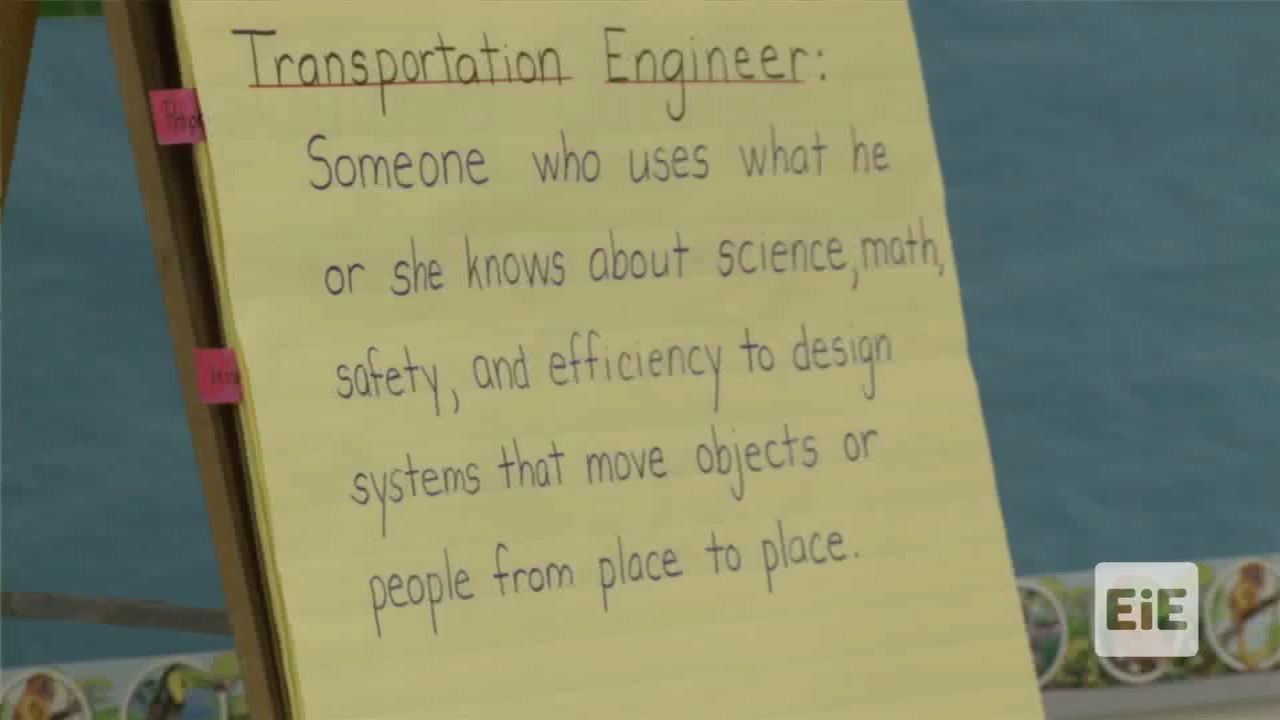 Transportation Engineer:
Someone who uses what he
or she knows about science, math,
safety, and efficiency to design
systems that move objects or
people from place to place.
EiE